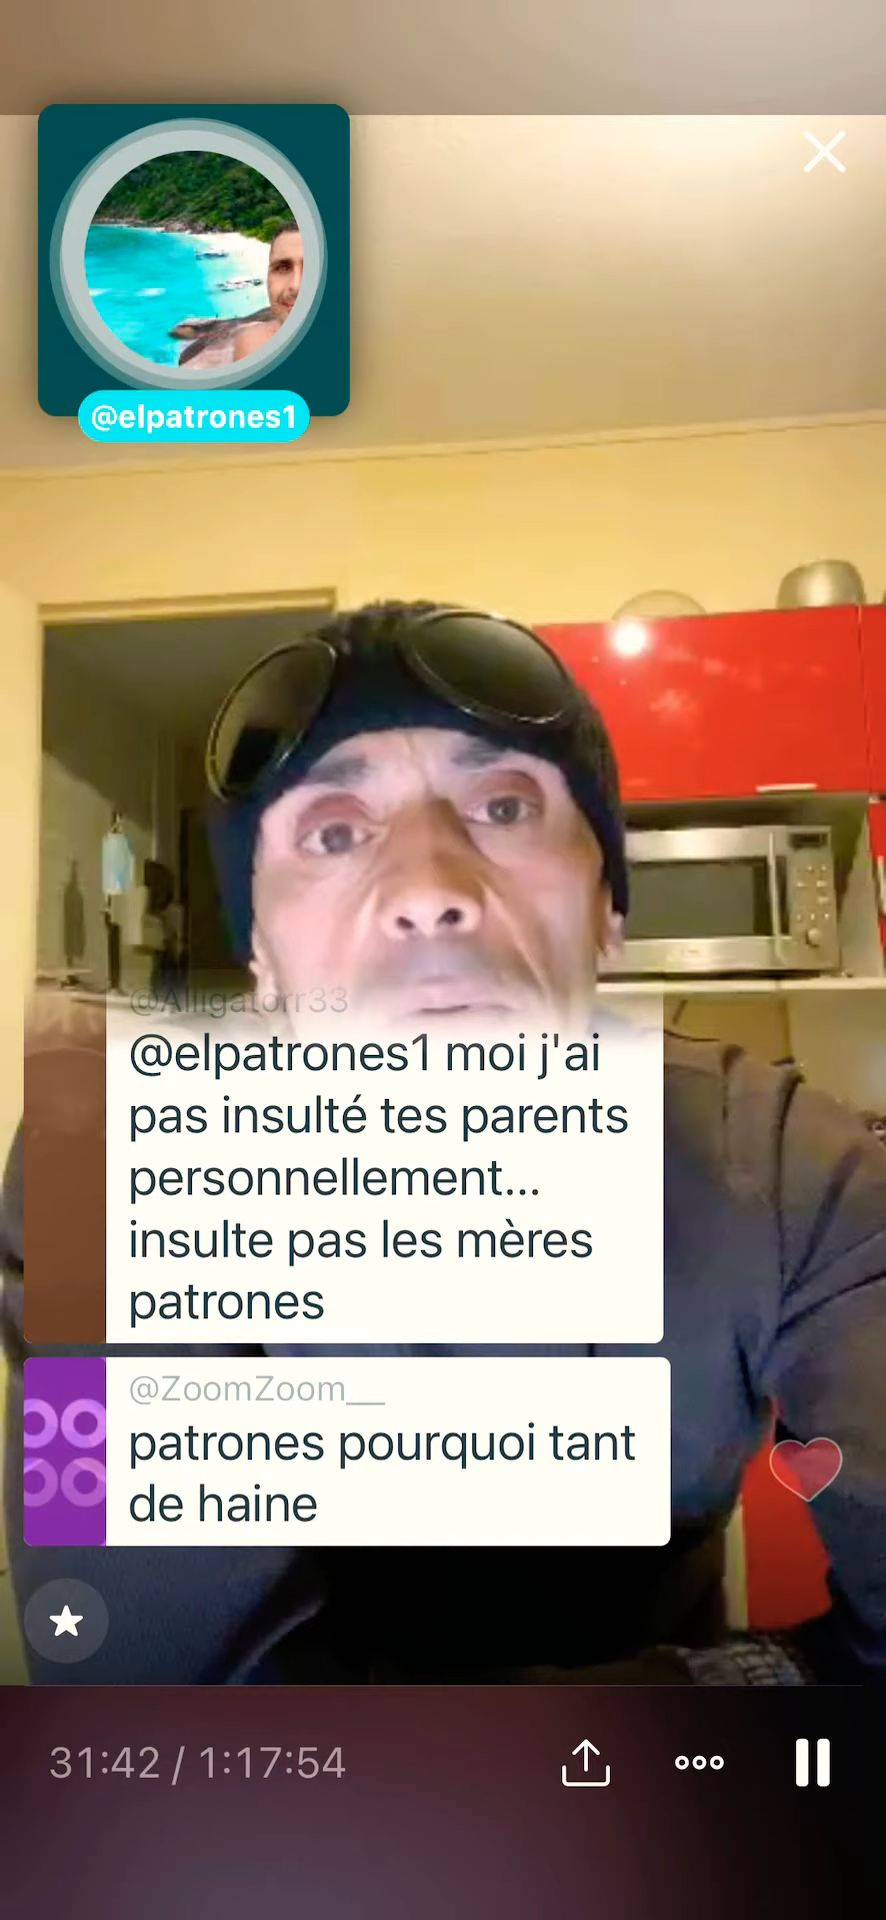 @elpatrones1
@Alligatorr33
@elpatrones1 moi j'ai
pas insulté tes parents
personnellement...
insulte pas les mères
patrones
@ZoomZoom__
patrones pourquoi tant
de haine
31:42 / 1:17:54